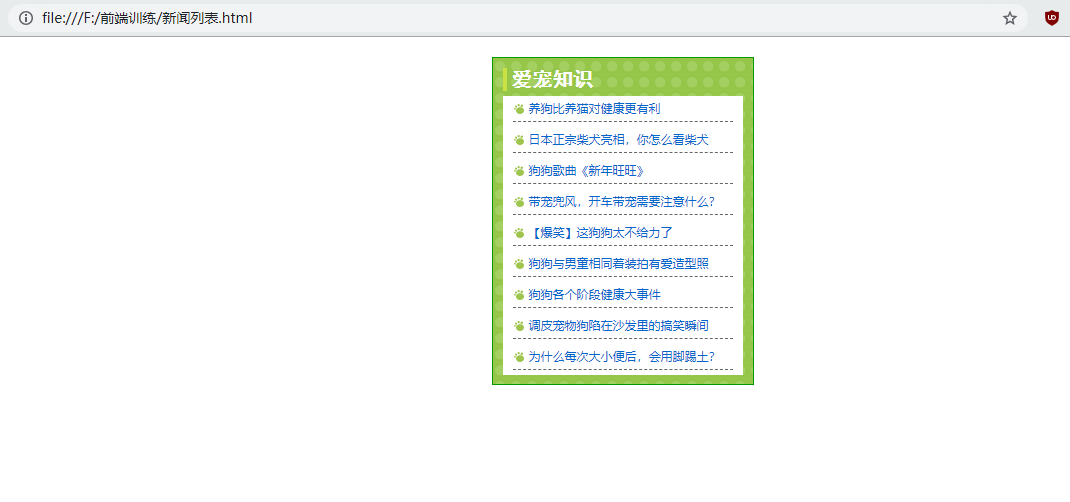 file:///F:/前端训练/新闻列表.html
爱宠知识
养狗比养猫对健康更有利
日本正宗柴犬亮相，你怎么看柴犬
狗狗歌曲《新年旺旺》
带宠兜风，开车带宠需要注意什么？
【爆笑】这狗狗太不给力了
狗狗与男童相同着装拍有爱造型照
狗狗各个阶段健康大事件
调皮宠物狗陷在沙发里的搞笑瞬间
为什么每次大小便后，会用脚踢土？